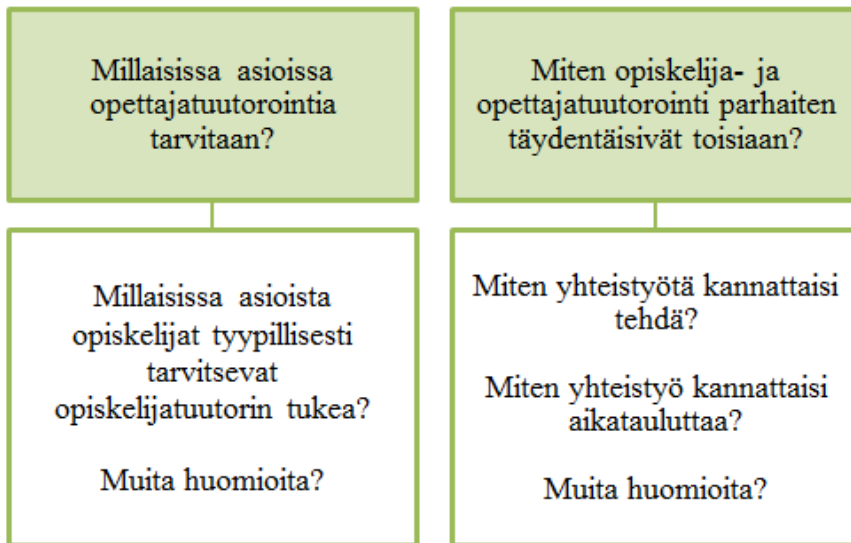 Millaisissa asioissa
opettajatuutorointia
tarvitaan?
Millaisissa asioista
opiskelijat tyypillisesti
tarvitsevat
opiskelijatuutorin tukea?
Muita huomioita?
Miten opiskelija- ja
opettajatuutorointi parhaiten
täydentäisivät toisiaan?
Miten yhteistyötä kannattaisi
tehdä?
Miten yhteistyö kannattaisi
aikatauluttaa?
Muita huomioita?